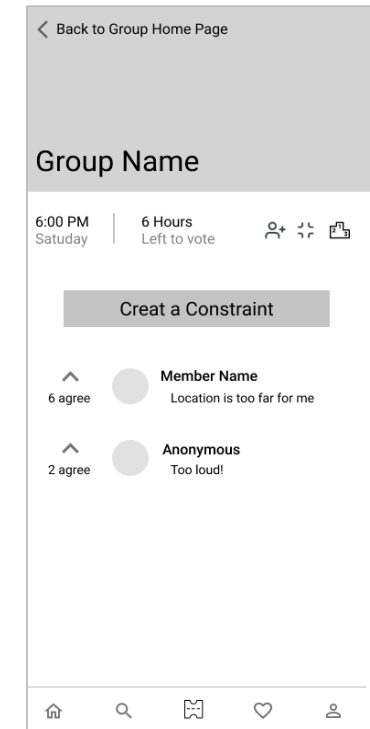 Back to Group Home Page
Group Name
6:00 PM
Satuday
6 Hours
Left to vote
Creat a Constraint
Member Name
6 agree
Location is too far for me
Anonymous
2 agree
Too loud!